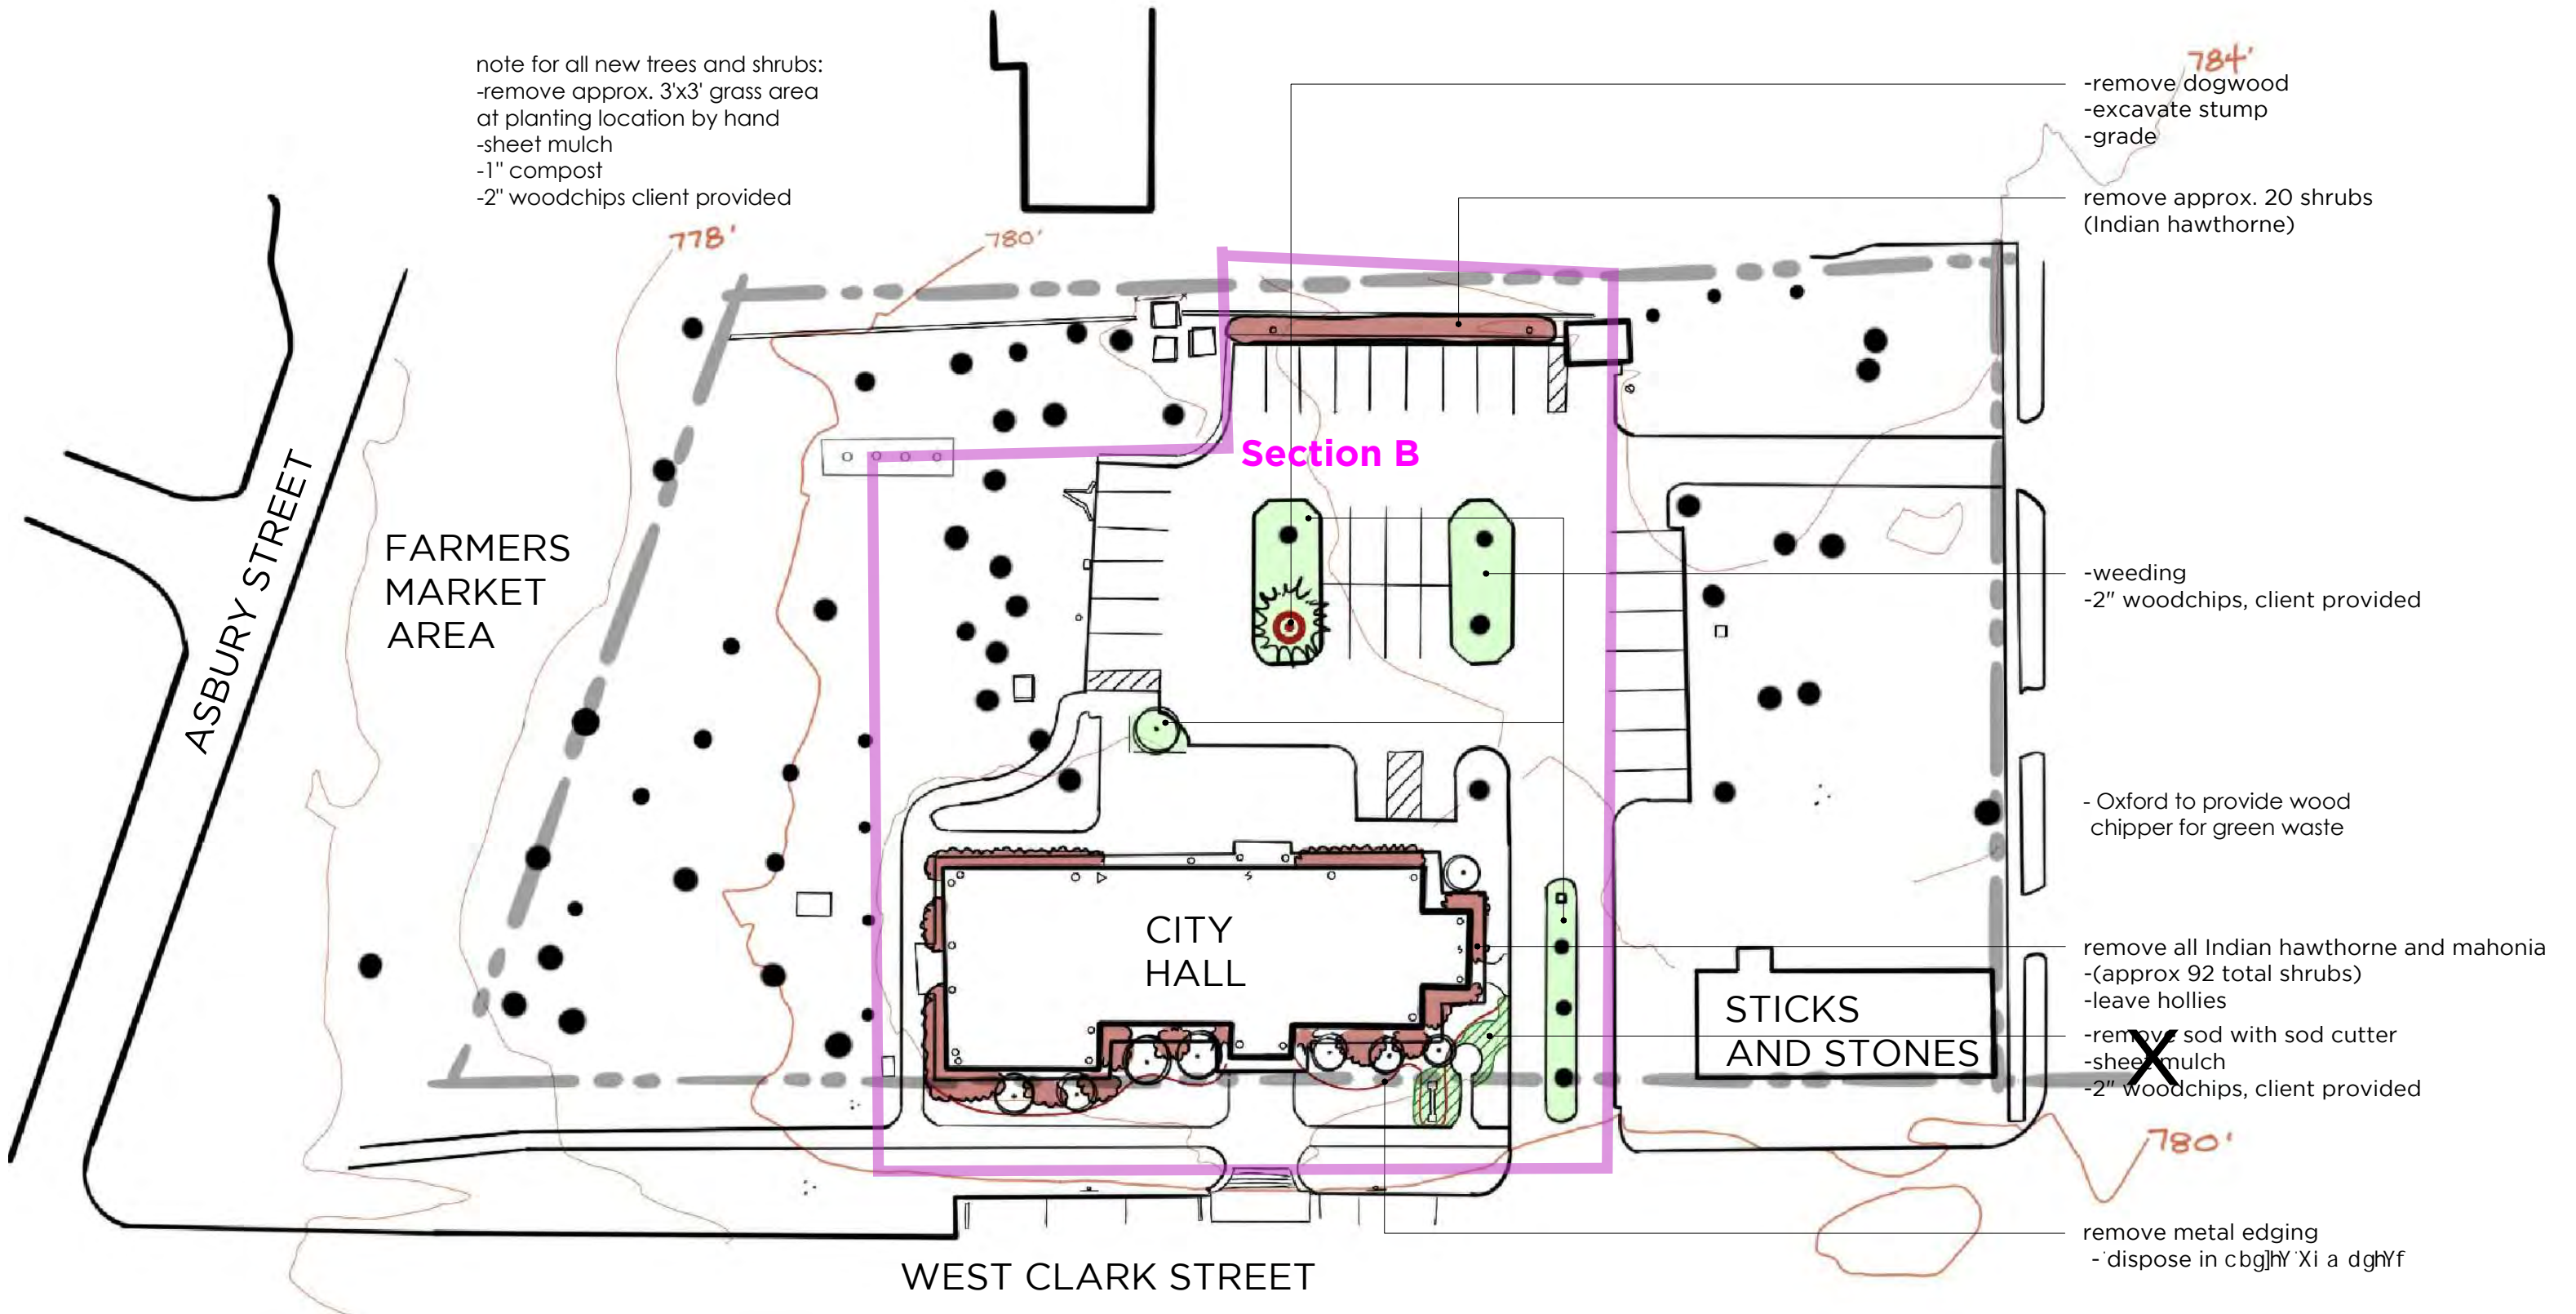 note for all new trees and shrubs:
-remove approx. 3'x3' grass area
at planting location by hand
-sheet mulch
-1" compost
-2" woodchips client provided
784'
-remove dogwood
-excavate stump
-grade
remove approx. 20 shrubs
(Indian hawthorne)
778'
780'
Section B
ASBURY STREET
FARMERS
MARKET
AREA
-weeding
-2" woodchips, client provided
- Oxford to provide wood
chipper for green waste
CITY
HALL
remove all Indian hawthorne and mahonia
-(approx 92 total shrubs)
-leave hollies
STICKS
AND STONES
-remove sod with sod cutter
-sheet mulch
-2" woodchips, client provided
X
780'
remove metal edging
-˙dispose in cbg]hY˙Xi a dghYf
WEST CLARK STREET